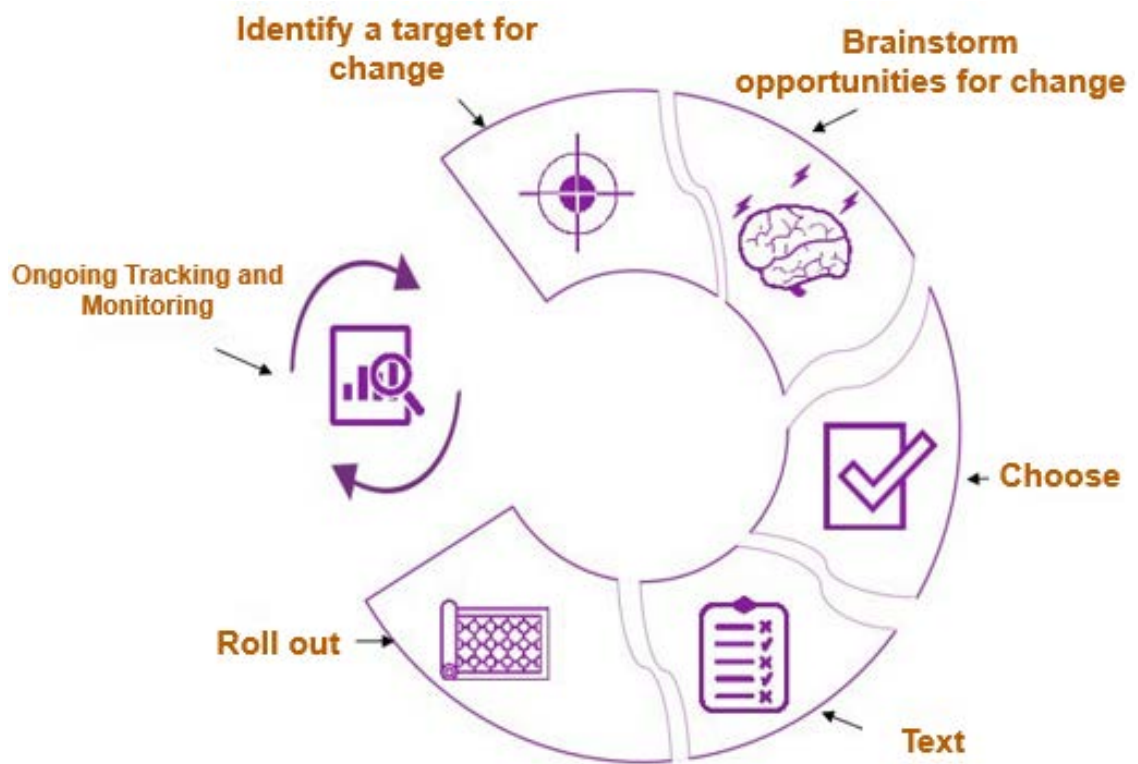 Identify a target for
change
Brainstorm
opportunities for change
Ongoing Tracking and
Monitoring
Choose
Roll out
Text